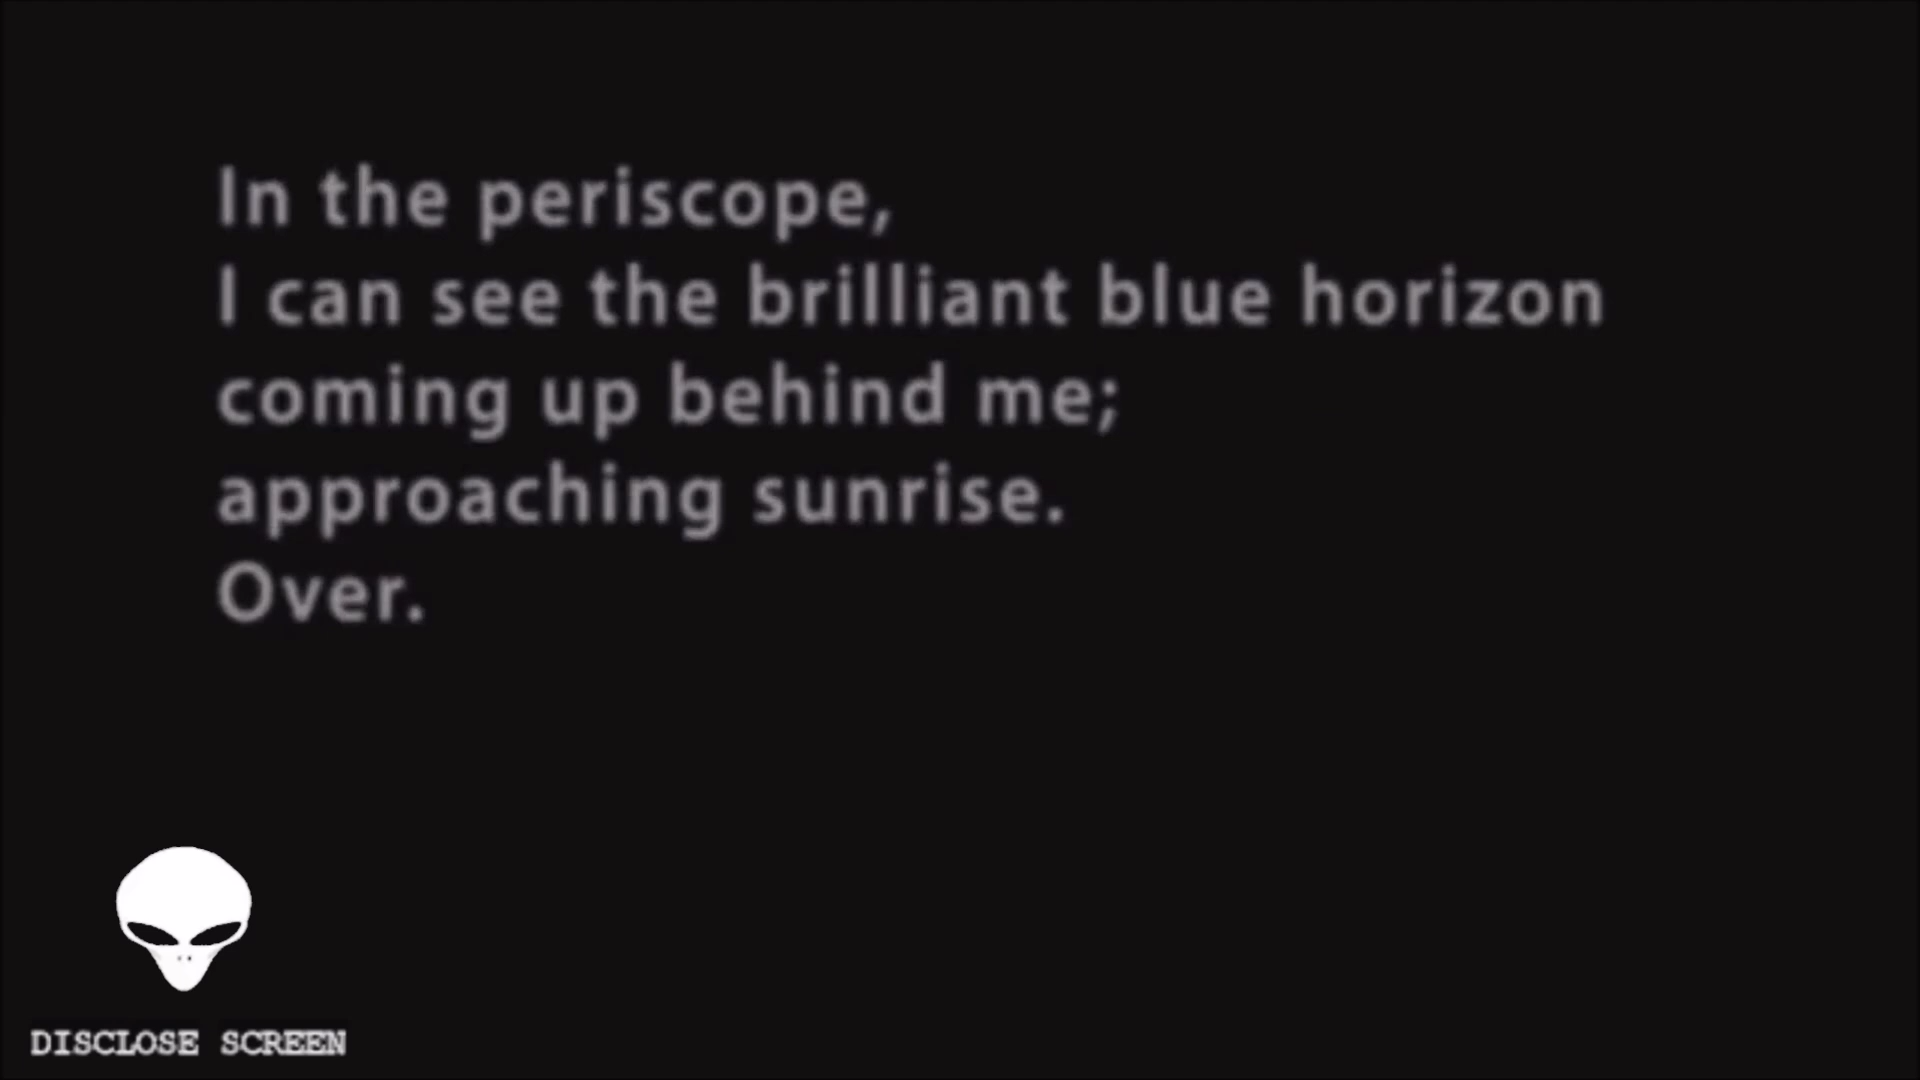 In the periscope,
I can see the brilliant blue horizon
coming up behind me;
approaching sunrise.
Over.
DISCLOSE SCREEN